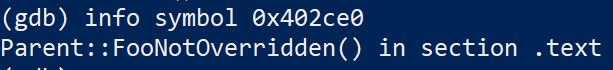 (gdb) info symbol 0x402ce0
Parent::FooNotOverridden() in section .text